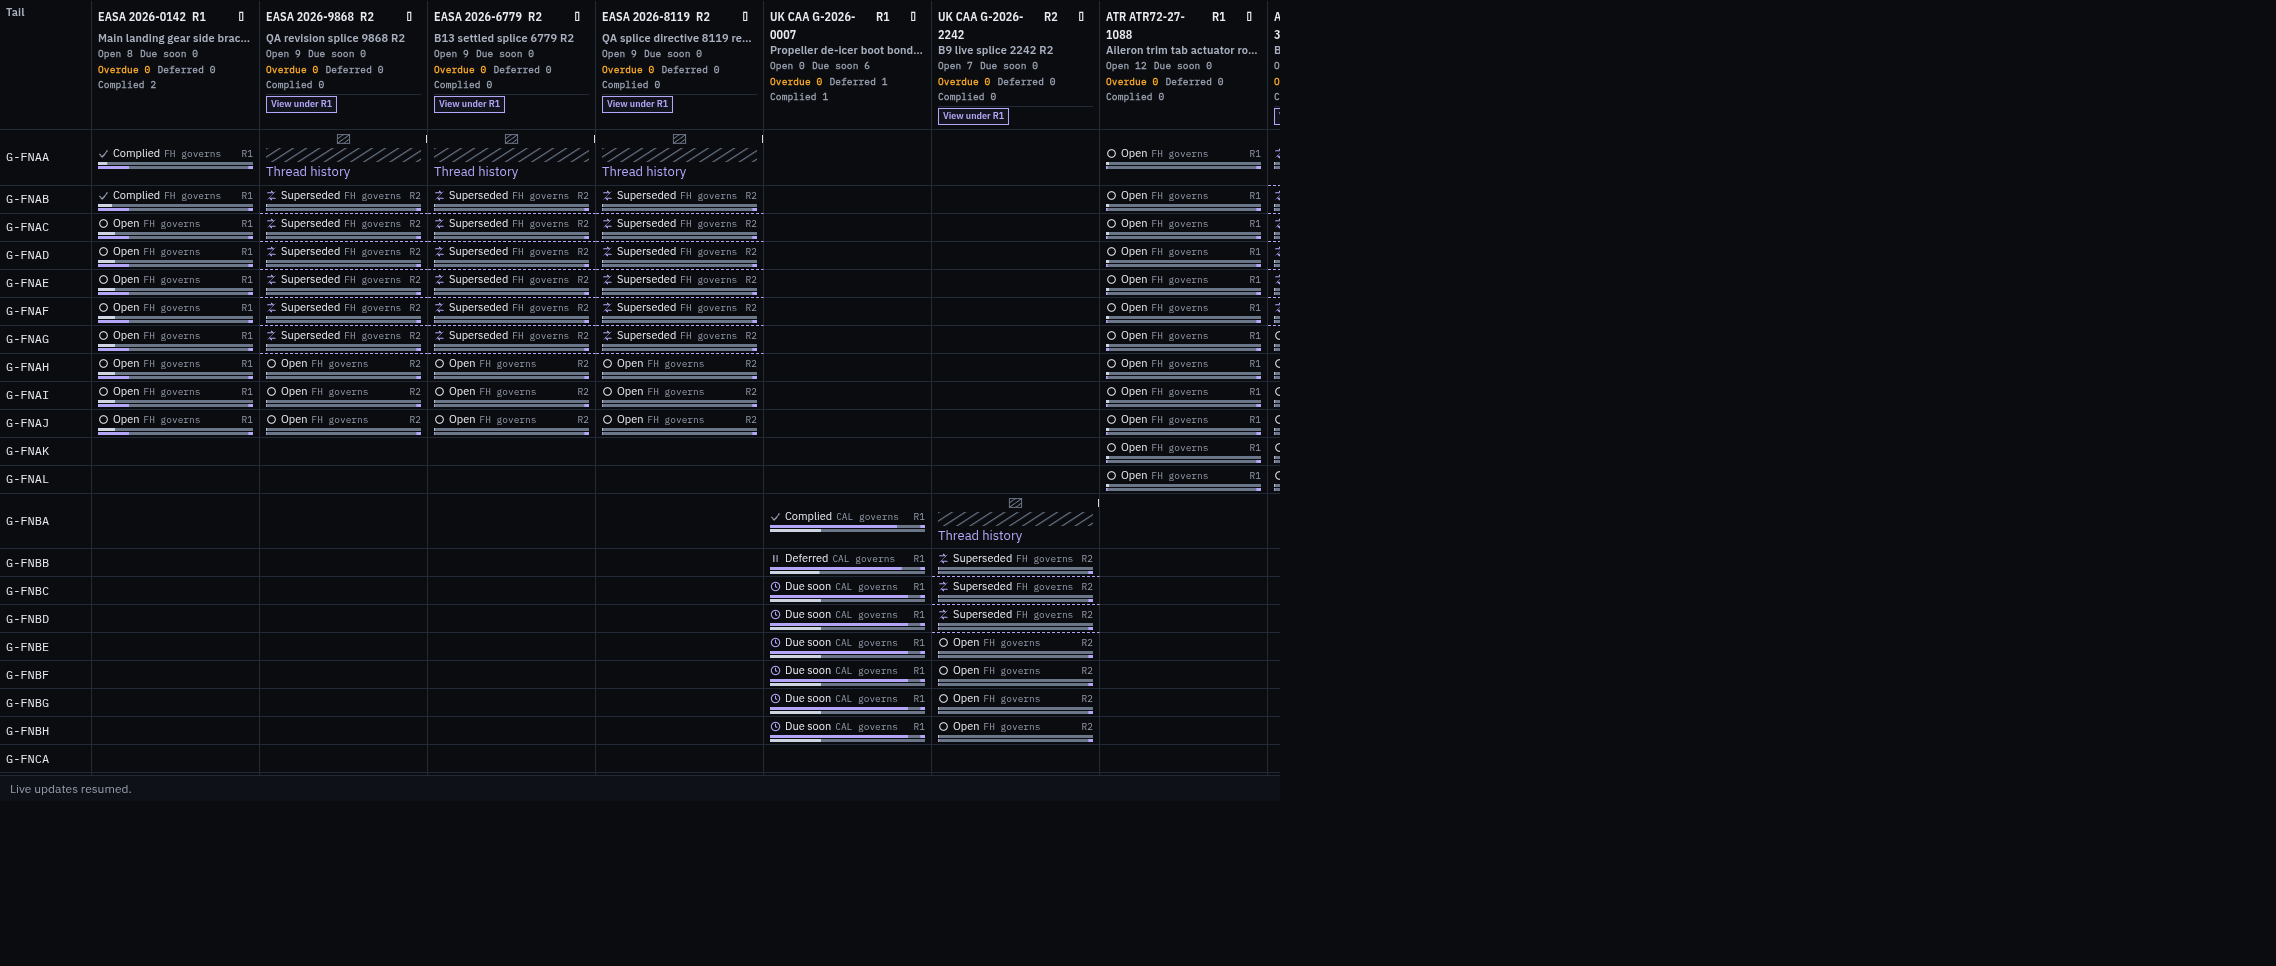 Tail
EASA 2026-0142 R1
Main landing gear side brac...
Open 8 Due soon 0
Overdue 0 Deferred 0
Complied 2
EASA 2026-9868 R2
QA revision splice 9868 R2
Open 9 Due soon 0
Overdue 0 Deferred 0
Complied 0
View under R1
EASA 2026-6779 R2
B13 settled splice 6779 R2
Open 9 Due soon 0
Overdue 0 Deferred 0
Complied 0
View under R1
EASA 2026-8119 R2
QA splice directive 8119 re...
Open 9 Due soon 0
Overdue 0 Deferred 0
Complied 0
View under R1
UK CAA G-2026- R1
0007
Propeller de-icer boot bond...
Open 0 Due soon 6
Overdue 0 Deferred 1
Complied 1
UK CAA G-2026- R2
2242
B9 live splice 2242 R2
Open 7 Due soon 0
Overdue 0 Deferred 0
Complied 0
View under R1
ATR ATR72-27- R1
1088
Aileron trim tab actuator ro...
Open 12 Due soon 0
Overdue 0 Deferred 0
Complied 0
G-FNAA Complied FH governs R1 Thread history Thread history Thread history Open FH governs R1
G-FNAB Complied FH governs R1 Superseded FH governs R2 Superseded FH governs R2 Superseded FH governs R2 Open FH governs R1
G-FNAC Open FH governs R1 Superseded FH governs R2 Superseded FH governs R2 Superseded FH governs R2 Open FH governs R1
G-FNAD Open FH governs R1 Superseded FH governs R2 Superseded FH governs R2 Superseded FH governs R2 Open FH governs R1
G-FNAE Open FH governs R1 Superseded FH governs R2 Superseded FH governs R2 Superseded FH governs R2 Open FH governs R1
G-FNAF Open FH governs R1 Superseded FH governs R2 Superseded FH governs R2 Superseded FH governs R2 Open FH governs R1
G-FNAG Open FH governs R1 Superseded FH governs R2 Superseded FH governs R2 Superseded FH governs R2 Open FH governs R1
G-FNAH Open FH governs R1 Open FH governs R2 Open FH governs R2 Open FH governs R2 Open FH governs R1
G-FNAI Open FH governs R1 Open FH governs R2 Open FH governs R2 Open FH governs R2 Open FH governs R1
G-FNAJ Open FH governs R1 Open FH governs R2 Open FH governs R2 Open FH governs R2 Open FH governs R1
G-FNAK Open FH governs R1
G-FNAL Open FH governs R1
G-FNBA Complied CAL governs R1 Thread history
G-FNBB Deferred CAL governs R1 Superseded FH governs R2
G-FNBC Due soon CAL governs R1 Superseded FH governs R2
G-FNBD Due soon CAL governs R1 Superseded FH governs R2
G-FNBE Due soon CAL governs R1 Open FH governs R2
G-FNBF Due soon CAL governs R1 Open FH governs R2
G-FNBG Due soon CAL governs R1 Open FH governs R2
G-FNBH Due soon CAL governs R1 Open FH governs R2
G-FNCA
Live updates resumed.